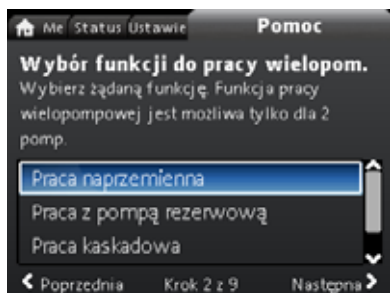 Me Status Ustawie Pomoc
Wybór funkcji do pracy wielopom.
Wybierz żądaną funkcję. Funkcja pracy
wielopompowej jest możliwa tylko dla 2
pomp.
Praca naprzemienna
Praca z pompą rezerwową
Praca kaskadowa
Poprzednia Krok 2 z 9 Następna